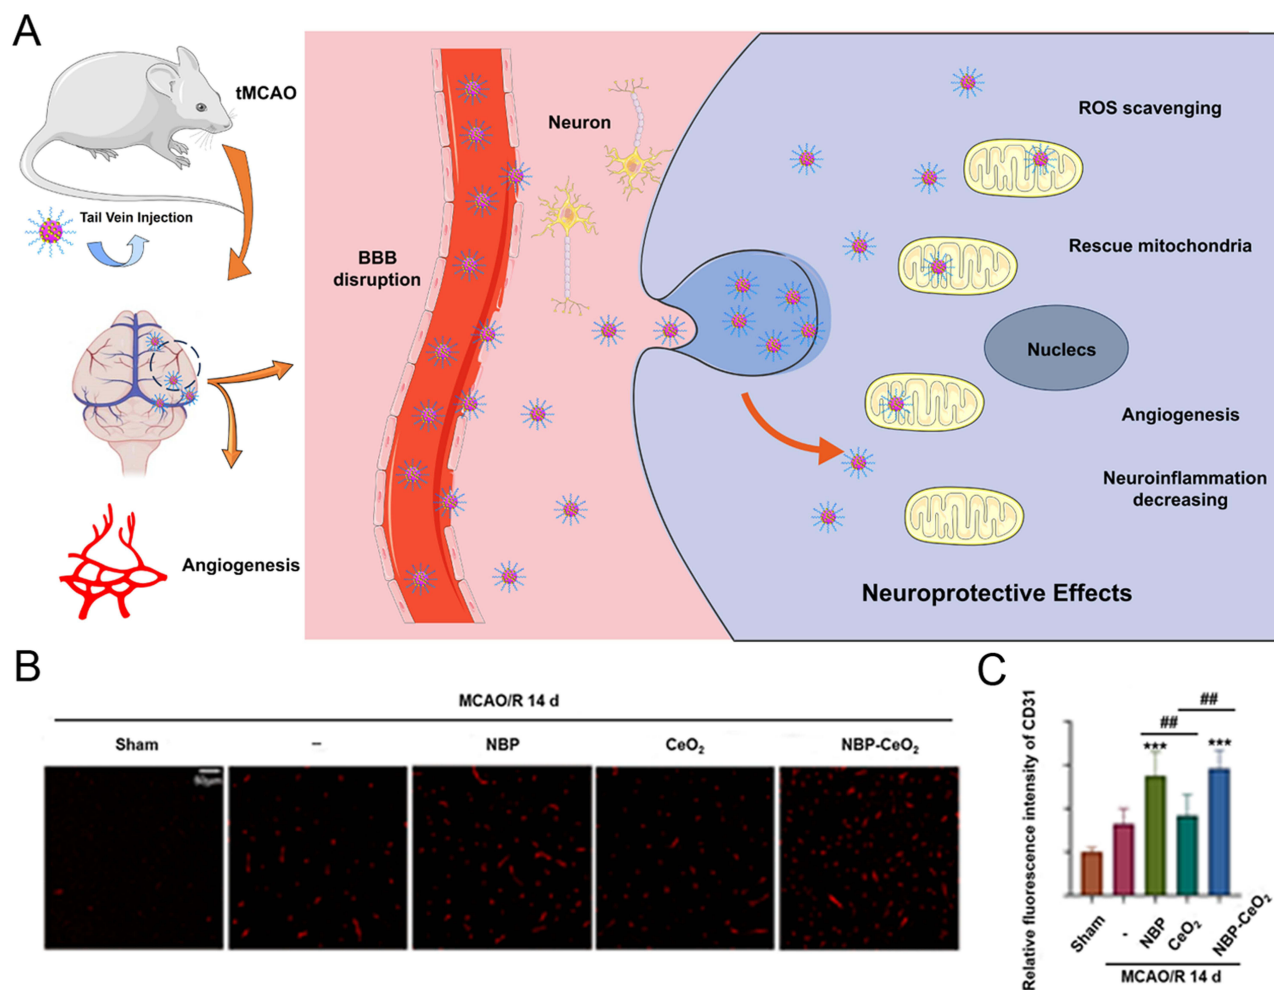 A
tMCAO
Tail Vein Injection
Angiogenesis
BBB
disruption
Neuron
ROS scavenging
Rescue mitochondria
Nuclecs
Angiogenesis
Neuroinflammation
decreasing
Neuroprotective Effects
B
MCAO/R 14 d
Sham
–
NBP
CeO₂
NBP-CeO₂
50μm
C
Relative fluorescence intensity of CD31
##
##
***
***
Sham
-
NBP
CeO₂
NBP-CeO₂
MCAO/R 14 d